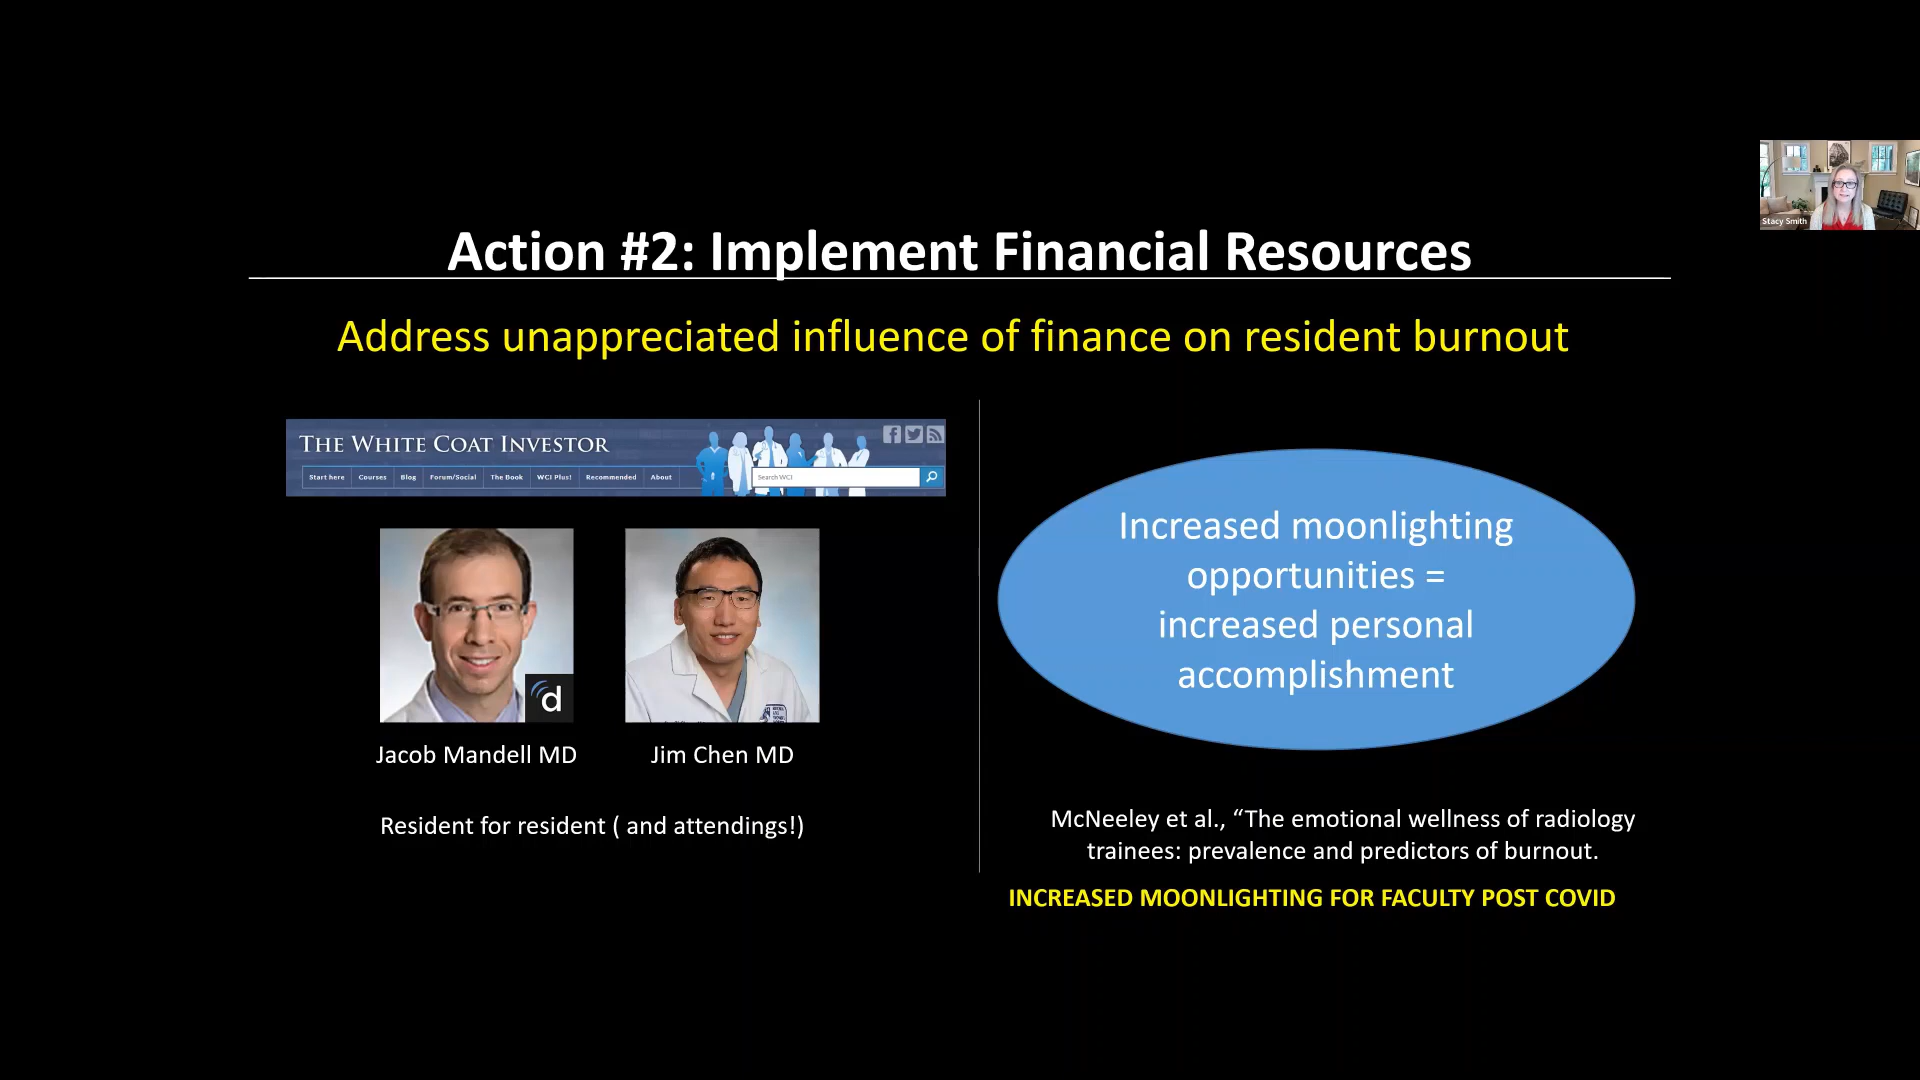 Stacy Smith
Action #2: Implement Financial Resources
Address unappreciated influence of finance on resident burnout
THE WHITE COAT INVESTOR
Start here Courses Blog Forum/Social The Book WCI Plus! Recommended About
Search WCI
d
Jacob Mandell MD
Jim Chen MD
Resident for resident ( and attendings!)
Increased moonlighting
opportunities =
increased personal
accomplishment
McNeeley et al., “The emotional wellness of radiology
trainees: prevalence and predictors of burnout.
INCREASED MOONLIGHTING FOR FACULTY POST COVID